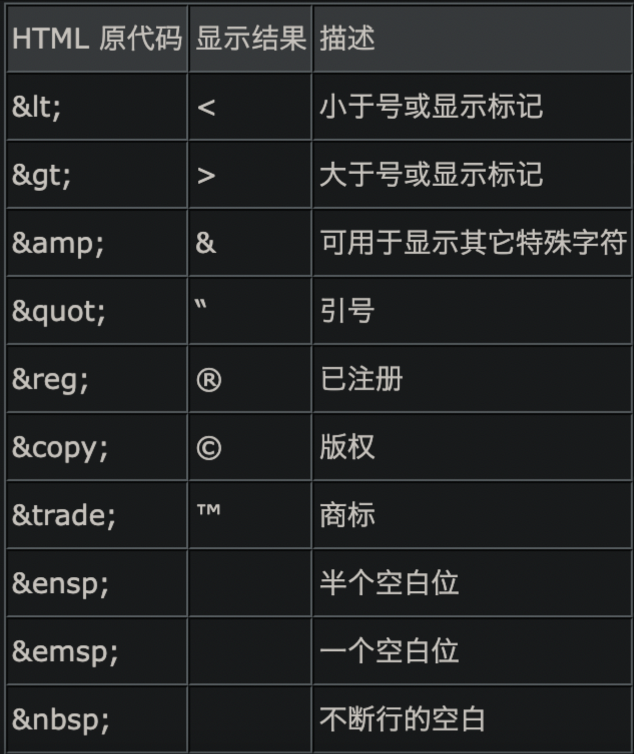 HTML 原代码 显示结果 描述
&lt; < 小于号或显示标记
&gt; > 大于号或显示标记
&amp; & 可用于显示其它特殊字符
&quot; “ 引号
&reg; ® 已注册
&copy; © 版权
&trade; ™ 商标
&ensp; 半个空白位
&emsp; 一个空白位
&nbsp; 不断行的空白